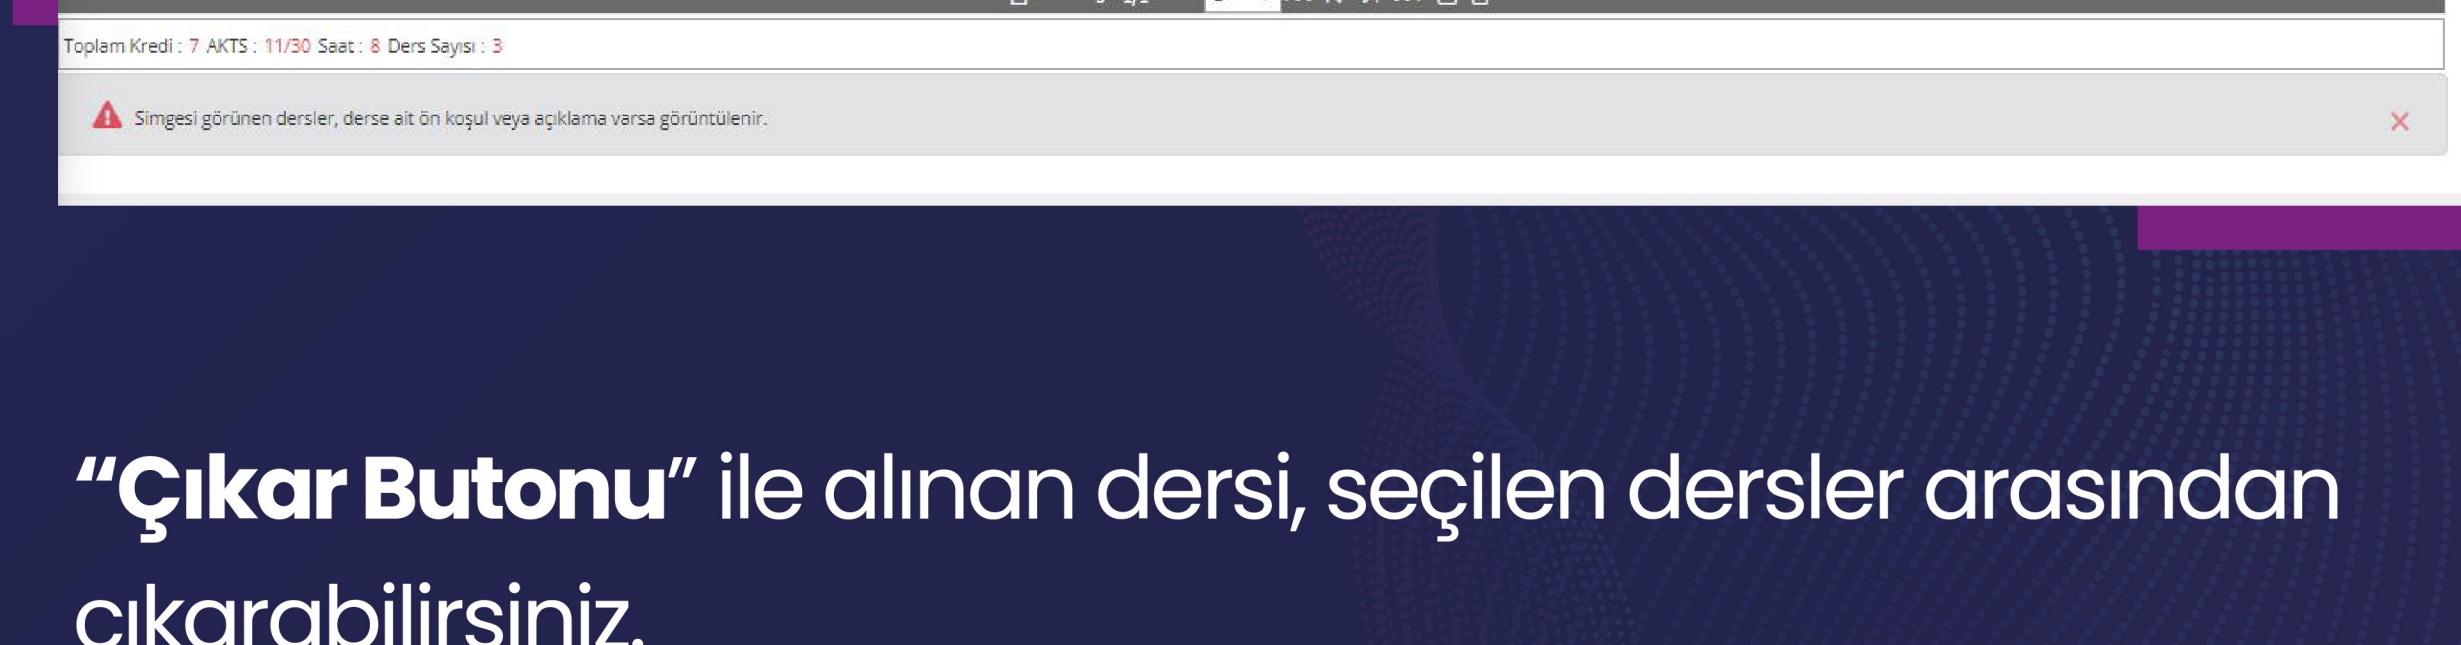 Toplam Kredi : 7 AKTS : 11/30 Saat : 8 Ders Sayısı : 3
Simgesi görünen dersler, derse ait ön koşul veya açıklama varsa görüntülenir.
“Çıkar Butonu” ile alınan dersi, seçilen dersler arasından
çıkarabilirsiniz.